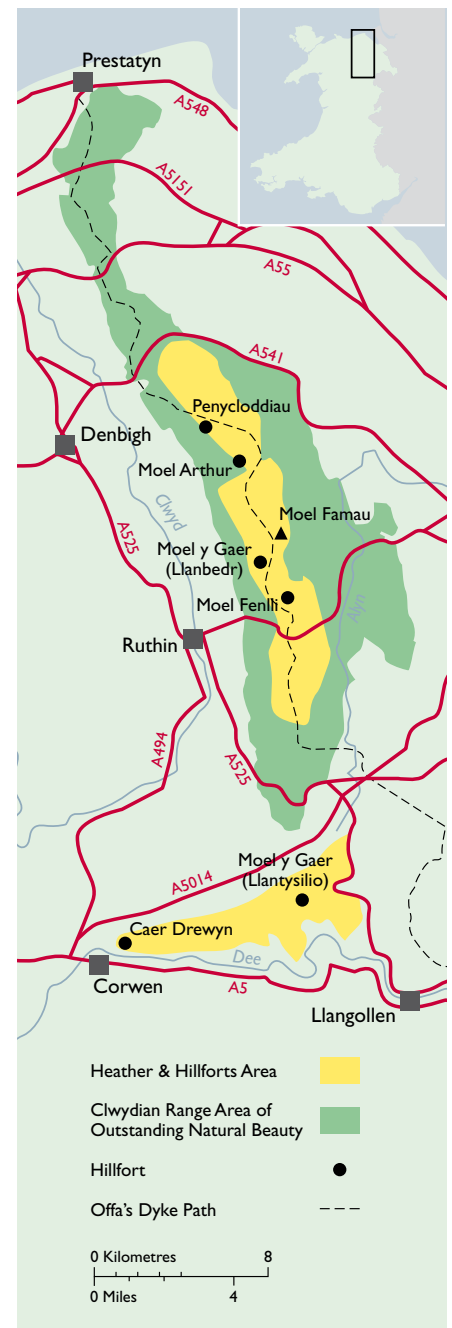 Prestatyn
A548
A5151
A55
A541
Penycloddiau
Denbigh
Moel Arthur
Clwyd
Moel Famau
A525
Moel y Gaer
(Llanbedr)
Moel Fenlli
Alyn
Ruthin
A494
A525
Moel y Gaer
(Llantysilio)
A5014
Caer Drewyn
Dee
Corwen
A5
Llangollen
Heather & Hillforts Area
Clwydian Range Area of
Outstanding Natural Beauty
Hillfort
Offa's Dyke Path
0 Kilometres 8
0 Miles 4